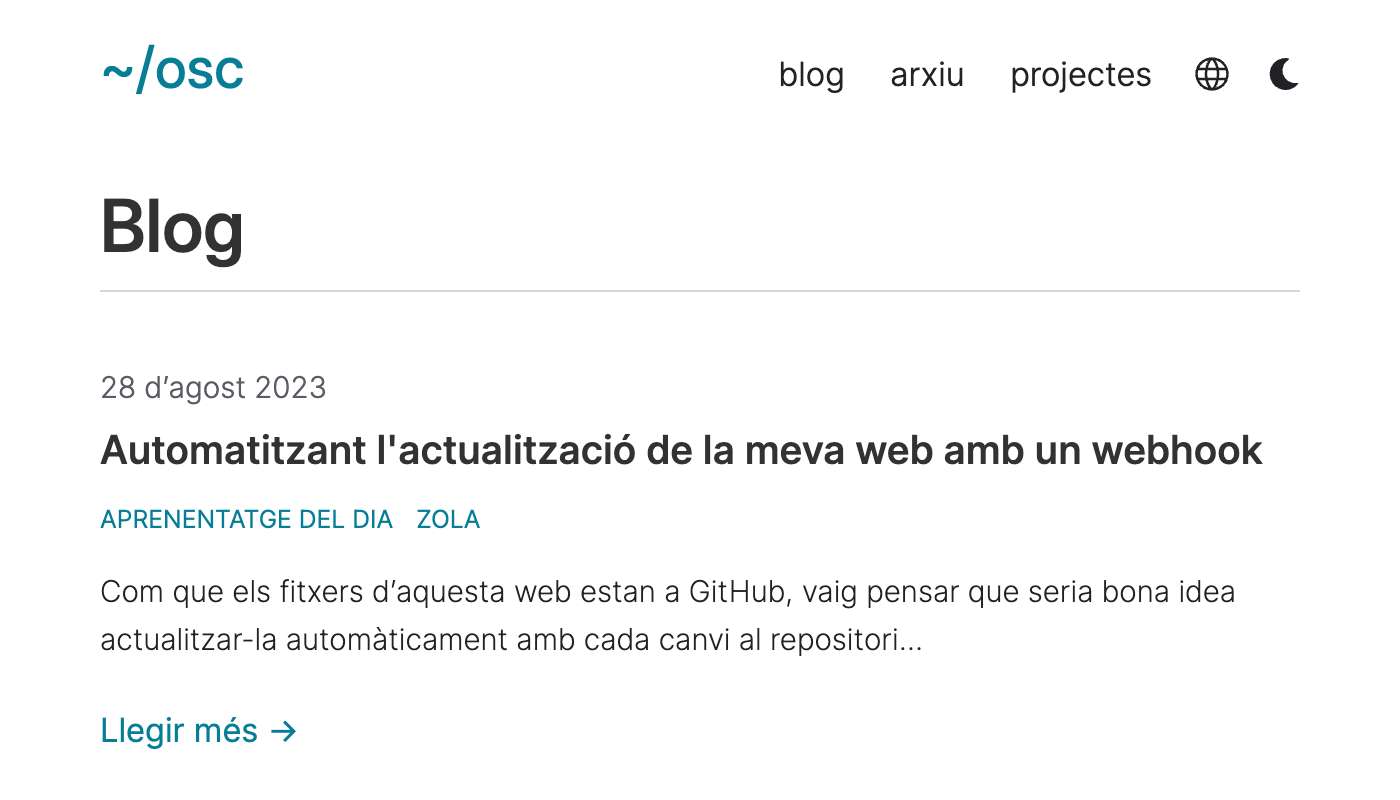 ~/osc
blog arxiu projectes
Blog
28 d’agost 2023
Automatitzant l'actualització de la meva web amb un webhook
APRENENTATGE DEL DIA ZOLA
Com que els fitxers d’aquesta web estan a GitHub, vaig pensar que seria bona idea
actualitzar-la automàticament amb cada canvi al repositori…
Llegir més →